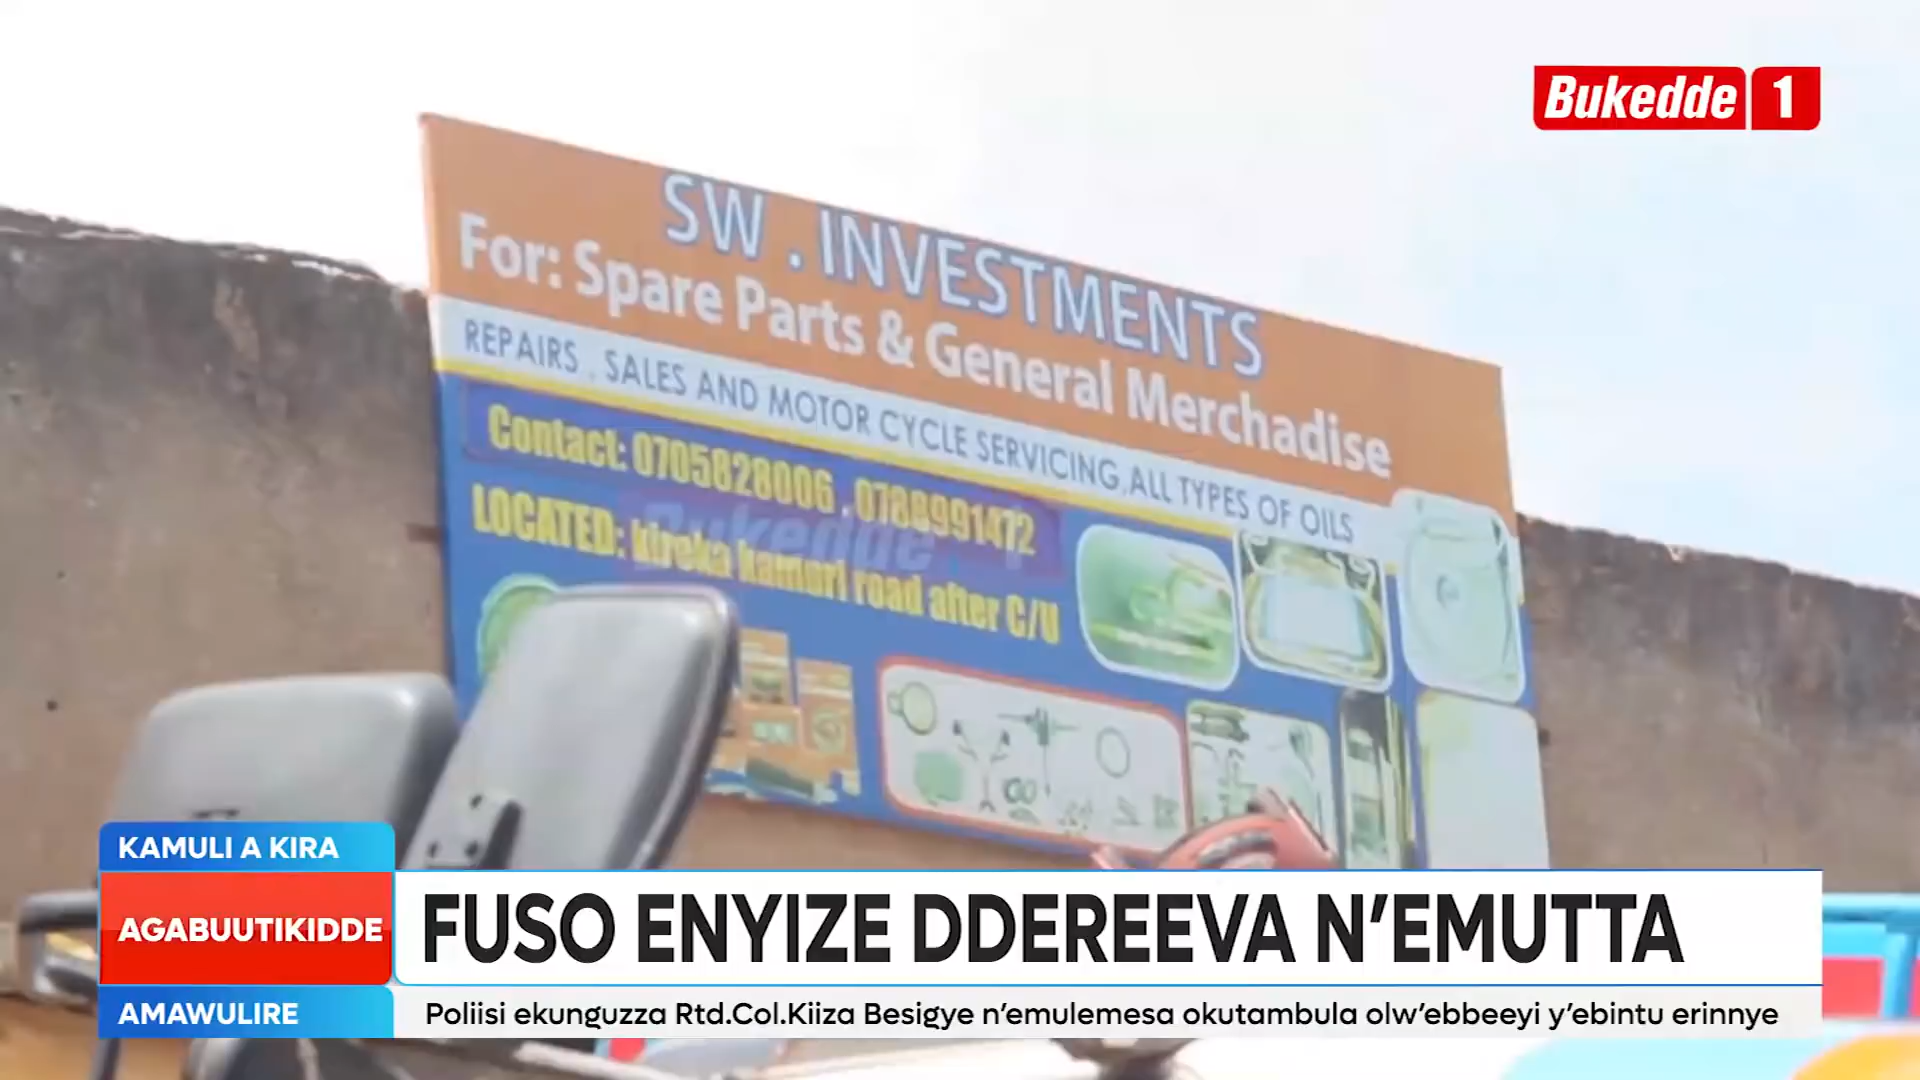 Bukedde 1
SW . INVESTMENTS
For: Spare Parts & General Merchadise
REPAIRS , SALES AND MOTOR CYCLE SERVICING,ALL TYPES OF OILS
Contact: 0705828006 , 0788991472
LOCATED: kireka kamuri road after C/U
Bukedde
KAMULI A KIRA
AGABUUTIKIDDE
FUSO ENYIZE DDEREEVA N’EMUTTA
AMAWULIRE
Poliisi ekunguzza Rtd.Col.Kiiza Besigye n’emulemesa okutambula olw’ebbeeyi y’ebintu erinnye